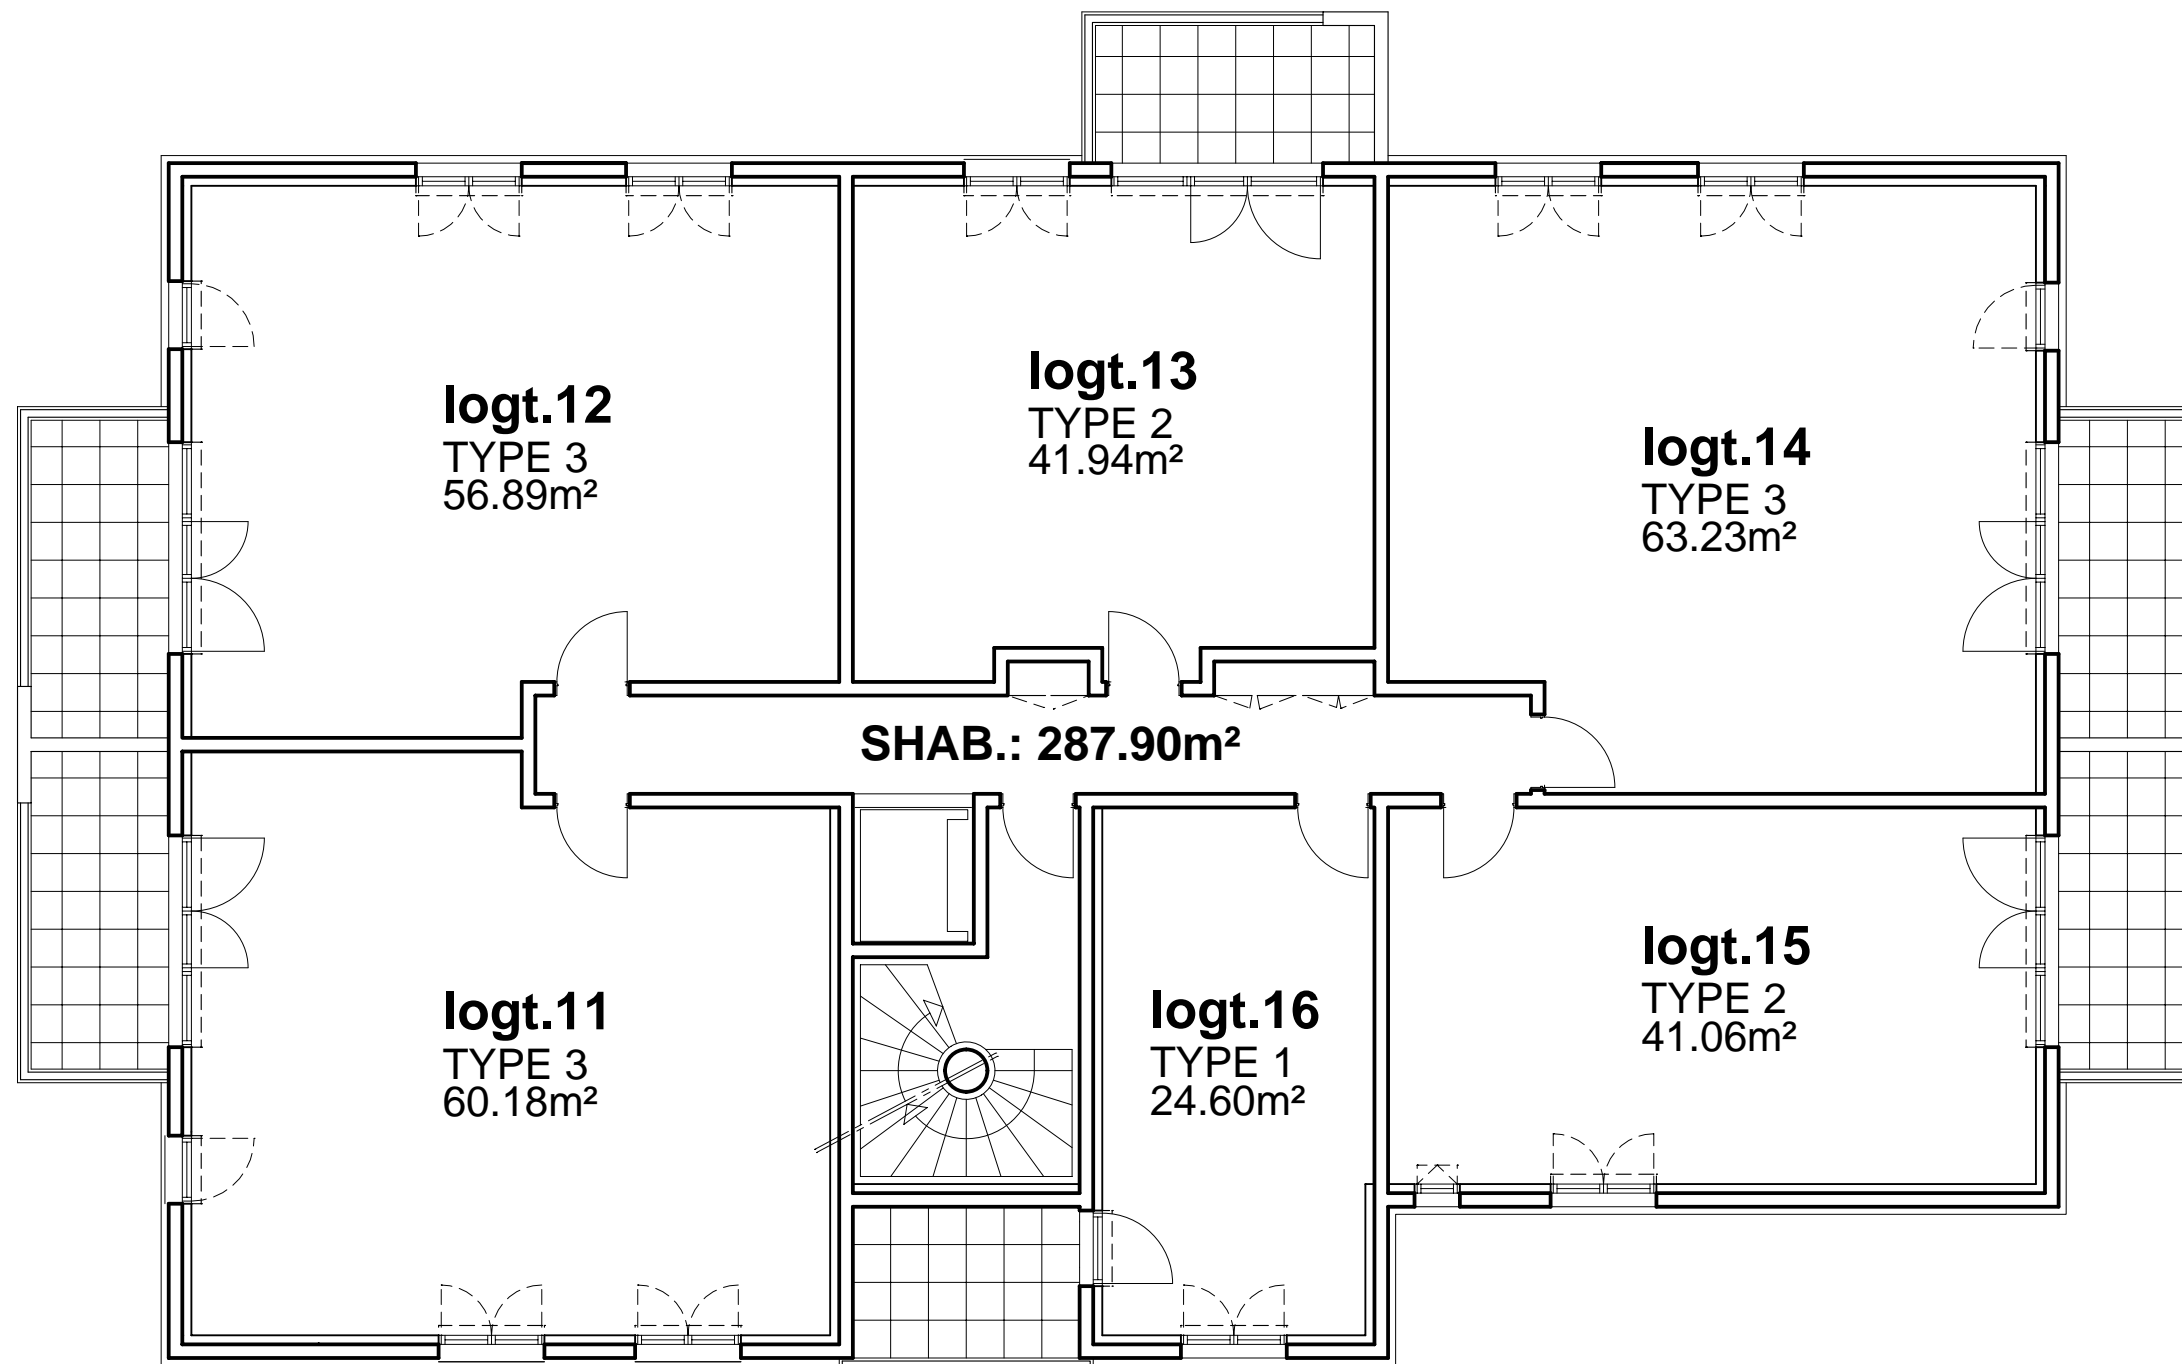 logt.12
TYPE 3
56.89m²
logt.13
TYPE 2
41.94m²
logt.14
TYPE 3
63.23m²
SHAB.: 287.90m²
logt.11
TYPE 3
60.18m²
logt.16
TYPE 1
24.60m²
logt.15
TYPE 2
41.06m²